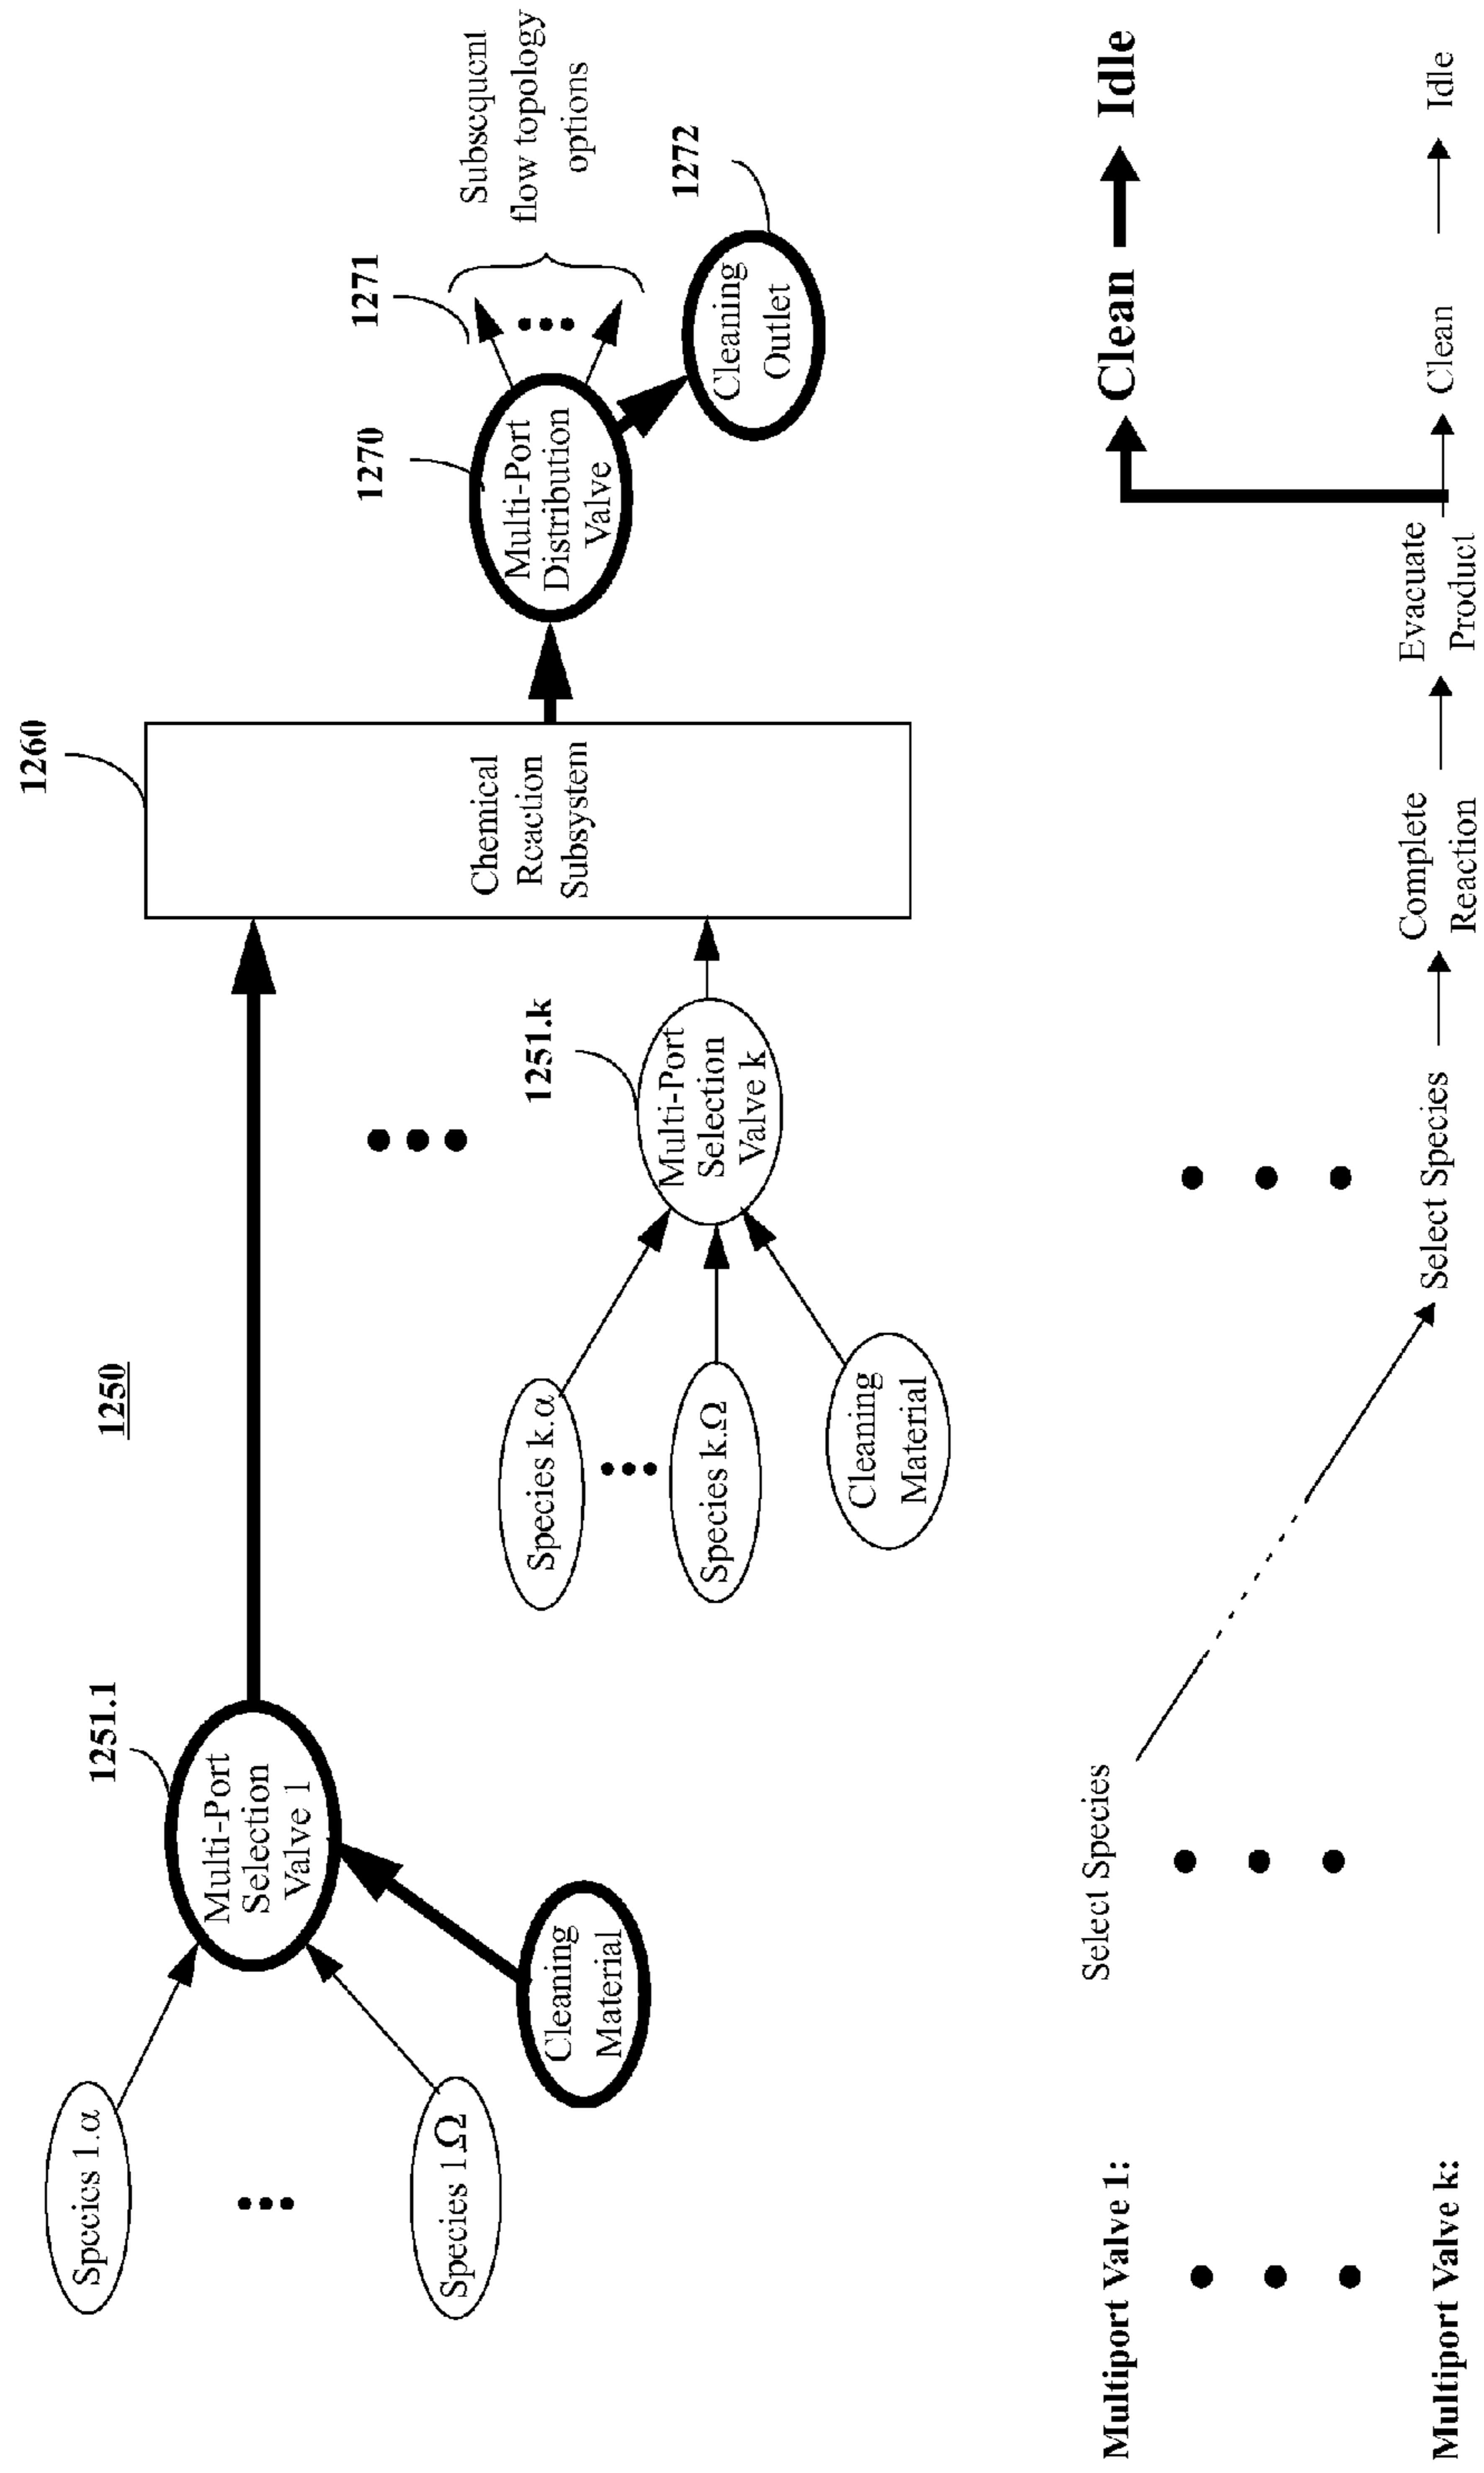 1250
1251.1
1260
1270
1271
1272
1251.k
Species 1.α
Species 1.Ω
Cleaning
Material
Multi-Port
Selection
Valve 1
Species k.α
Species k.Ω
Cleaning
Material
Multi-Port
Selection
Valve k
Chemical
Reaction
Subsystem
Multi-Port
Distribution
Valve
Subsequent
flow topology
options
Cleaning
Outlet
Multiport Valve 1:
Select Species
Clean
Idle
Multiport Valve k:
Select Species
Complete
Reaction
Evacuate
Product
Clean
Idle